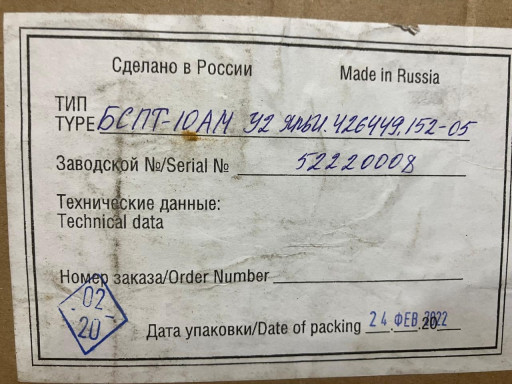 Сделано в России Made in Russia
ТИП
TYPE БСПТ-10АМ У2 ЯЛБИ.426449.152-05
Заводской №/Serial № 52220008
Технические данные:
Technical data
Номер заказа/Order Number
02
20
Дата упаковки/Date of packing 24 ФЕВ 2022